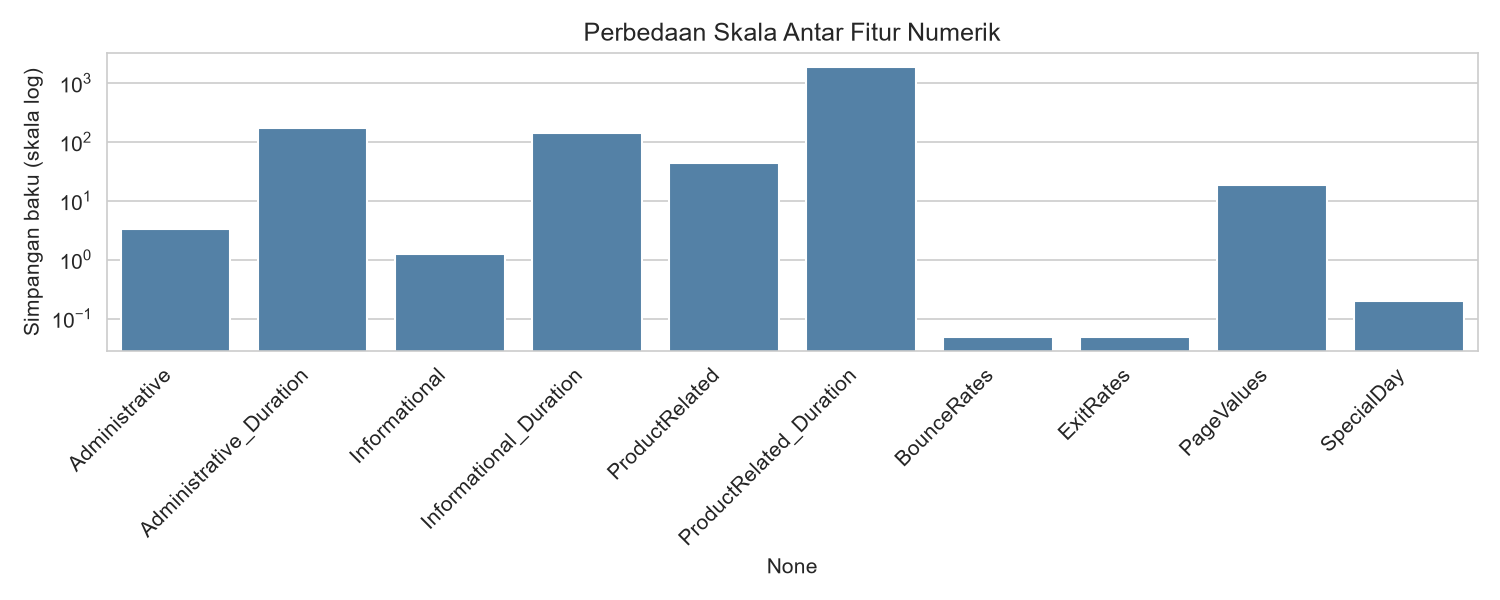 Perbedaan Skala Antar Fitur Numerik
Simpangan baku (skala log)
10³
10²
10¹
10⁰
10⁻¹
Administrative
Administrative_Duration
Informational
Informational_Duration
ProductRelated
ProductRelated_Duration
BounceRates
ExitRates
PageValues
SpecialDay
None